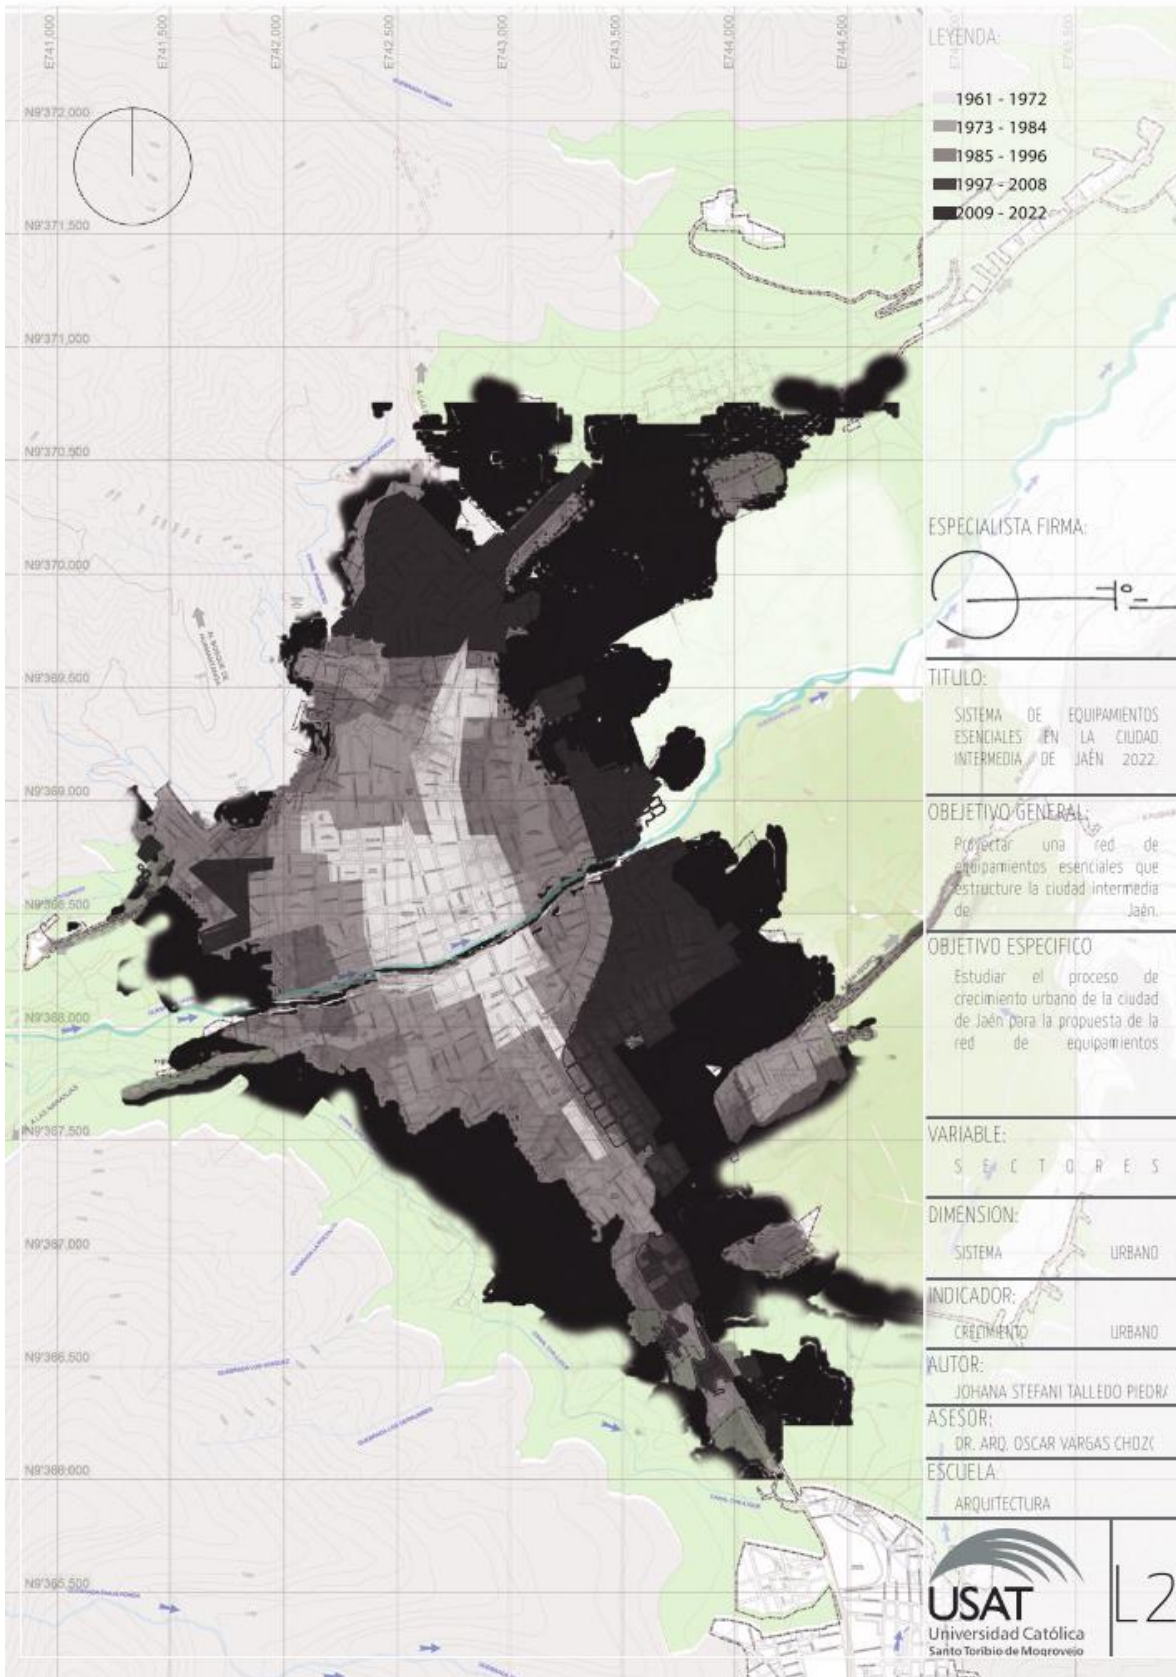 E741,000
E741,500
E742,000
E742,500
E743,000
E743,500
E744,000
E744,500
N9'372,000
N9'371,500
N9'371,000
N9'370,500
N9'370,000
N9'369,500
N9'369,000
N9'368,500
N9'368,000
N9'367,500
N9'367,000
N9'366,500
N9'366,000
N9'365,500
AL BOSQUE DE
HUAMANTANGA
A LAS NARANJAS
LEYENDA:
1961 - 1972
1973 - 1984
1985 - 1996
1997 - 2008
2009 - 2022
ESPECIALISTA FIRMA:
TITULO:
SISTEMA DE EQUIPAMIENTOS
ESENCIALES EN LA CIUDAD
INTERMEDIA DE JAÉN 2022.
OBEJETIVO GENERAL:
Proyectar una red de
equipamientos esenciales que
estructure la ciudad intermedia
de Jaén.
OBJETIVO ESPECIFICO
Estudiar el proceso de
crecimiento urbano de la ciudad
de Jaén para la propuesta de la
red de equipamientos
VARIABLE:
S E C T O R E S
DIMENSION:
SISTEMA URBANO
INDICADOR:
CRECIMIENTO URBANO
AUTOR:
JOHANA STEFANI TALLEDO PIEDRA
ASESOR:
DR. ARQ. OSCAR VARGAS CHOZO
ESCUELA:
ARQUITECTURA
USAT
Universidad Católica
Santo Toribio de Mogrovejo
L2